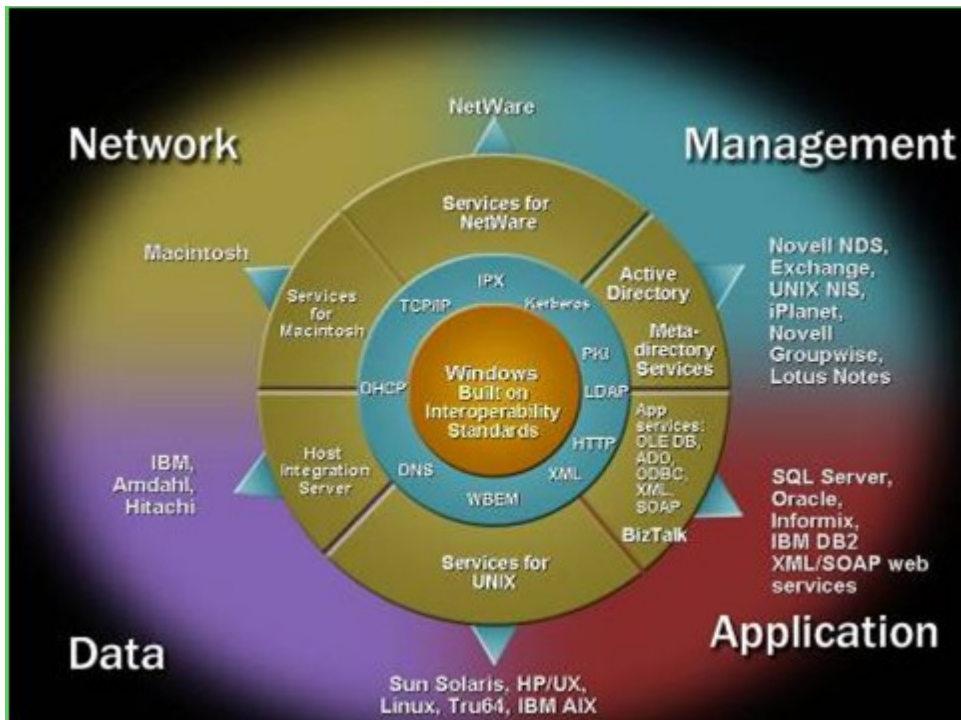 Network
NetWare
Management
Services for
NetWare
Macintosh
Services
for
Macintosh
Active
Directory
Meta-
directory
Services
Novell NDS,
Exchange,
UNIX NIS,
iPlanet,
Novell
Groupwise,
Lotus Notes
IPX
TCP/IP
Kerberos
PKI
DHCP
LDAP
Windows
Built on
Interoperability
Standards
HTTP
DNS
XML
WBEM
App
services:
OLE DB,
ADO,
ODBC,
XML,
SOAP
BizTalk
Host
Integration
Server
IBM,
Amdahl,
Hitachi
SQL Server,
Oracle,
Informix,
IBM DB2
XML/SOAP web
services
Services for
UNIX
Data
Application
Sun Solaris, HP/UX,
Linux, Tru64, IBM AIX